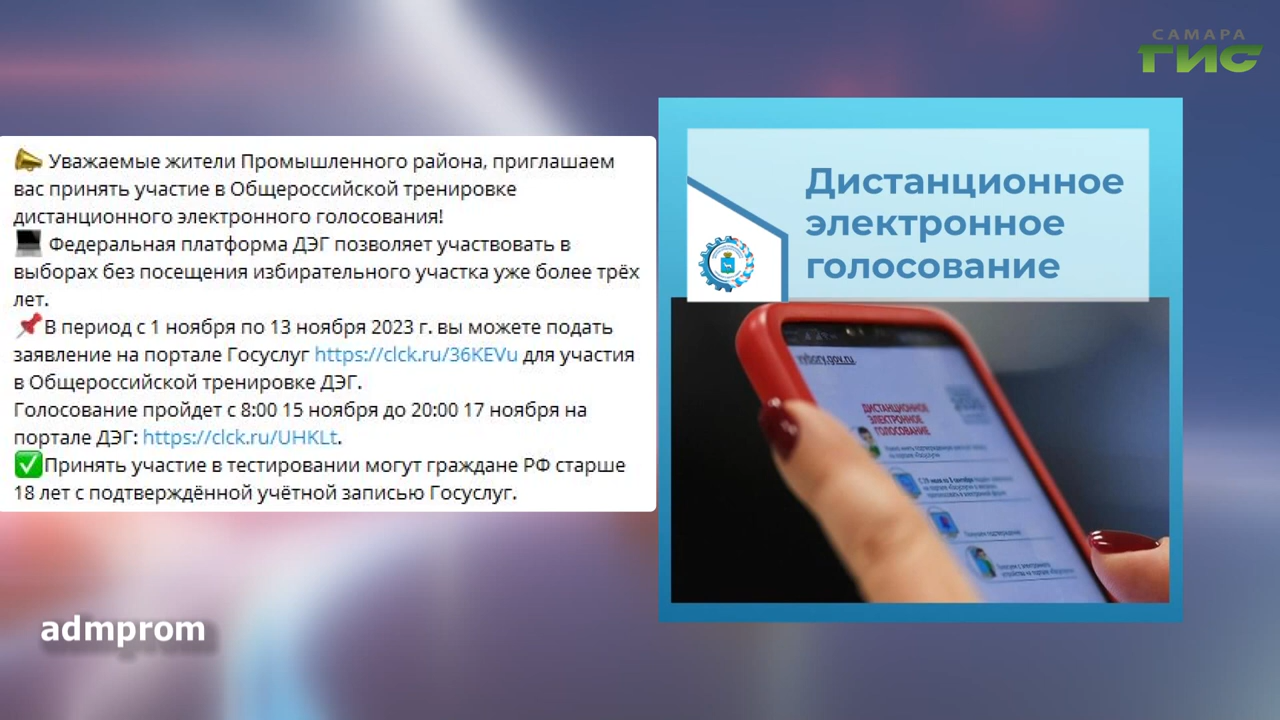 САМАРА
ГИС
📢 Уважаемые жители Промышленного района, приглашаем
вас принять участие в Общероссийской тренировке
дистанционного электронного голосования!
💻 Федеральная платформа ДЭГ позволяет участвовать в
выборах без посещения избирательного участка уже более трёх
лет.
📌В период с 1 ноября по 13 ноября 2023 г. вы можете подать
заявление на портале Госуслуг https://clck.ru/36KEVu для участия
в Общероссийской тренировке ДЭГ.
Голосование пройдет с 8:00 15 ноября до 20:00 17 ноября на
портале ДЭГ: https://clck.ru/UHKLt.
✅Принять участие в тестировании могут граждане РФ старше
18 лет с подтверждённой учётной записью Госуслуг.
Дистанционное
электронное
голосование
vybory.gov.ru
ДИСТАНЦИОННОЕ
ЭЛЕКТРОННОЕ
ГОЛОСОВАНИЕ
admprom